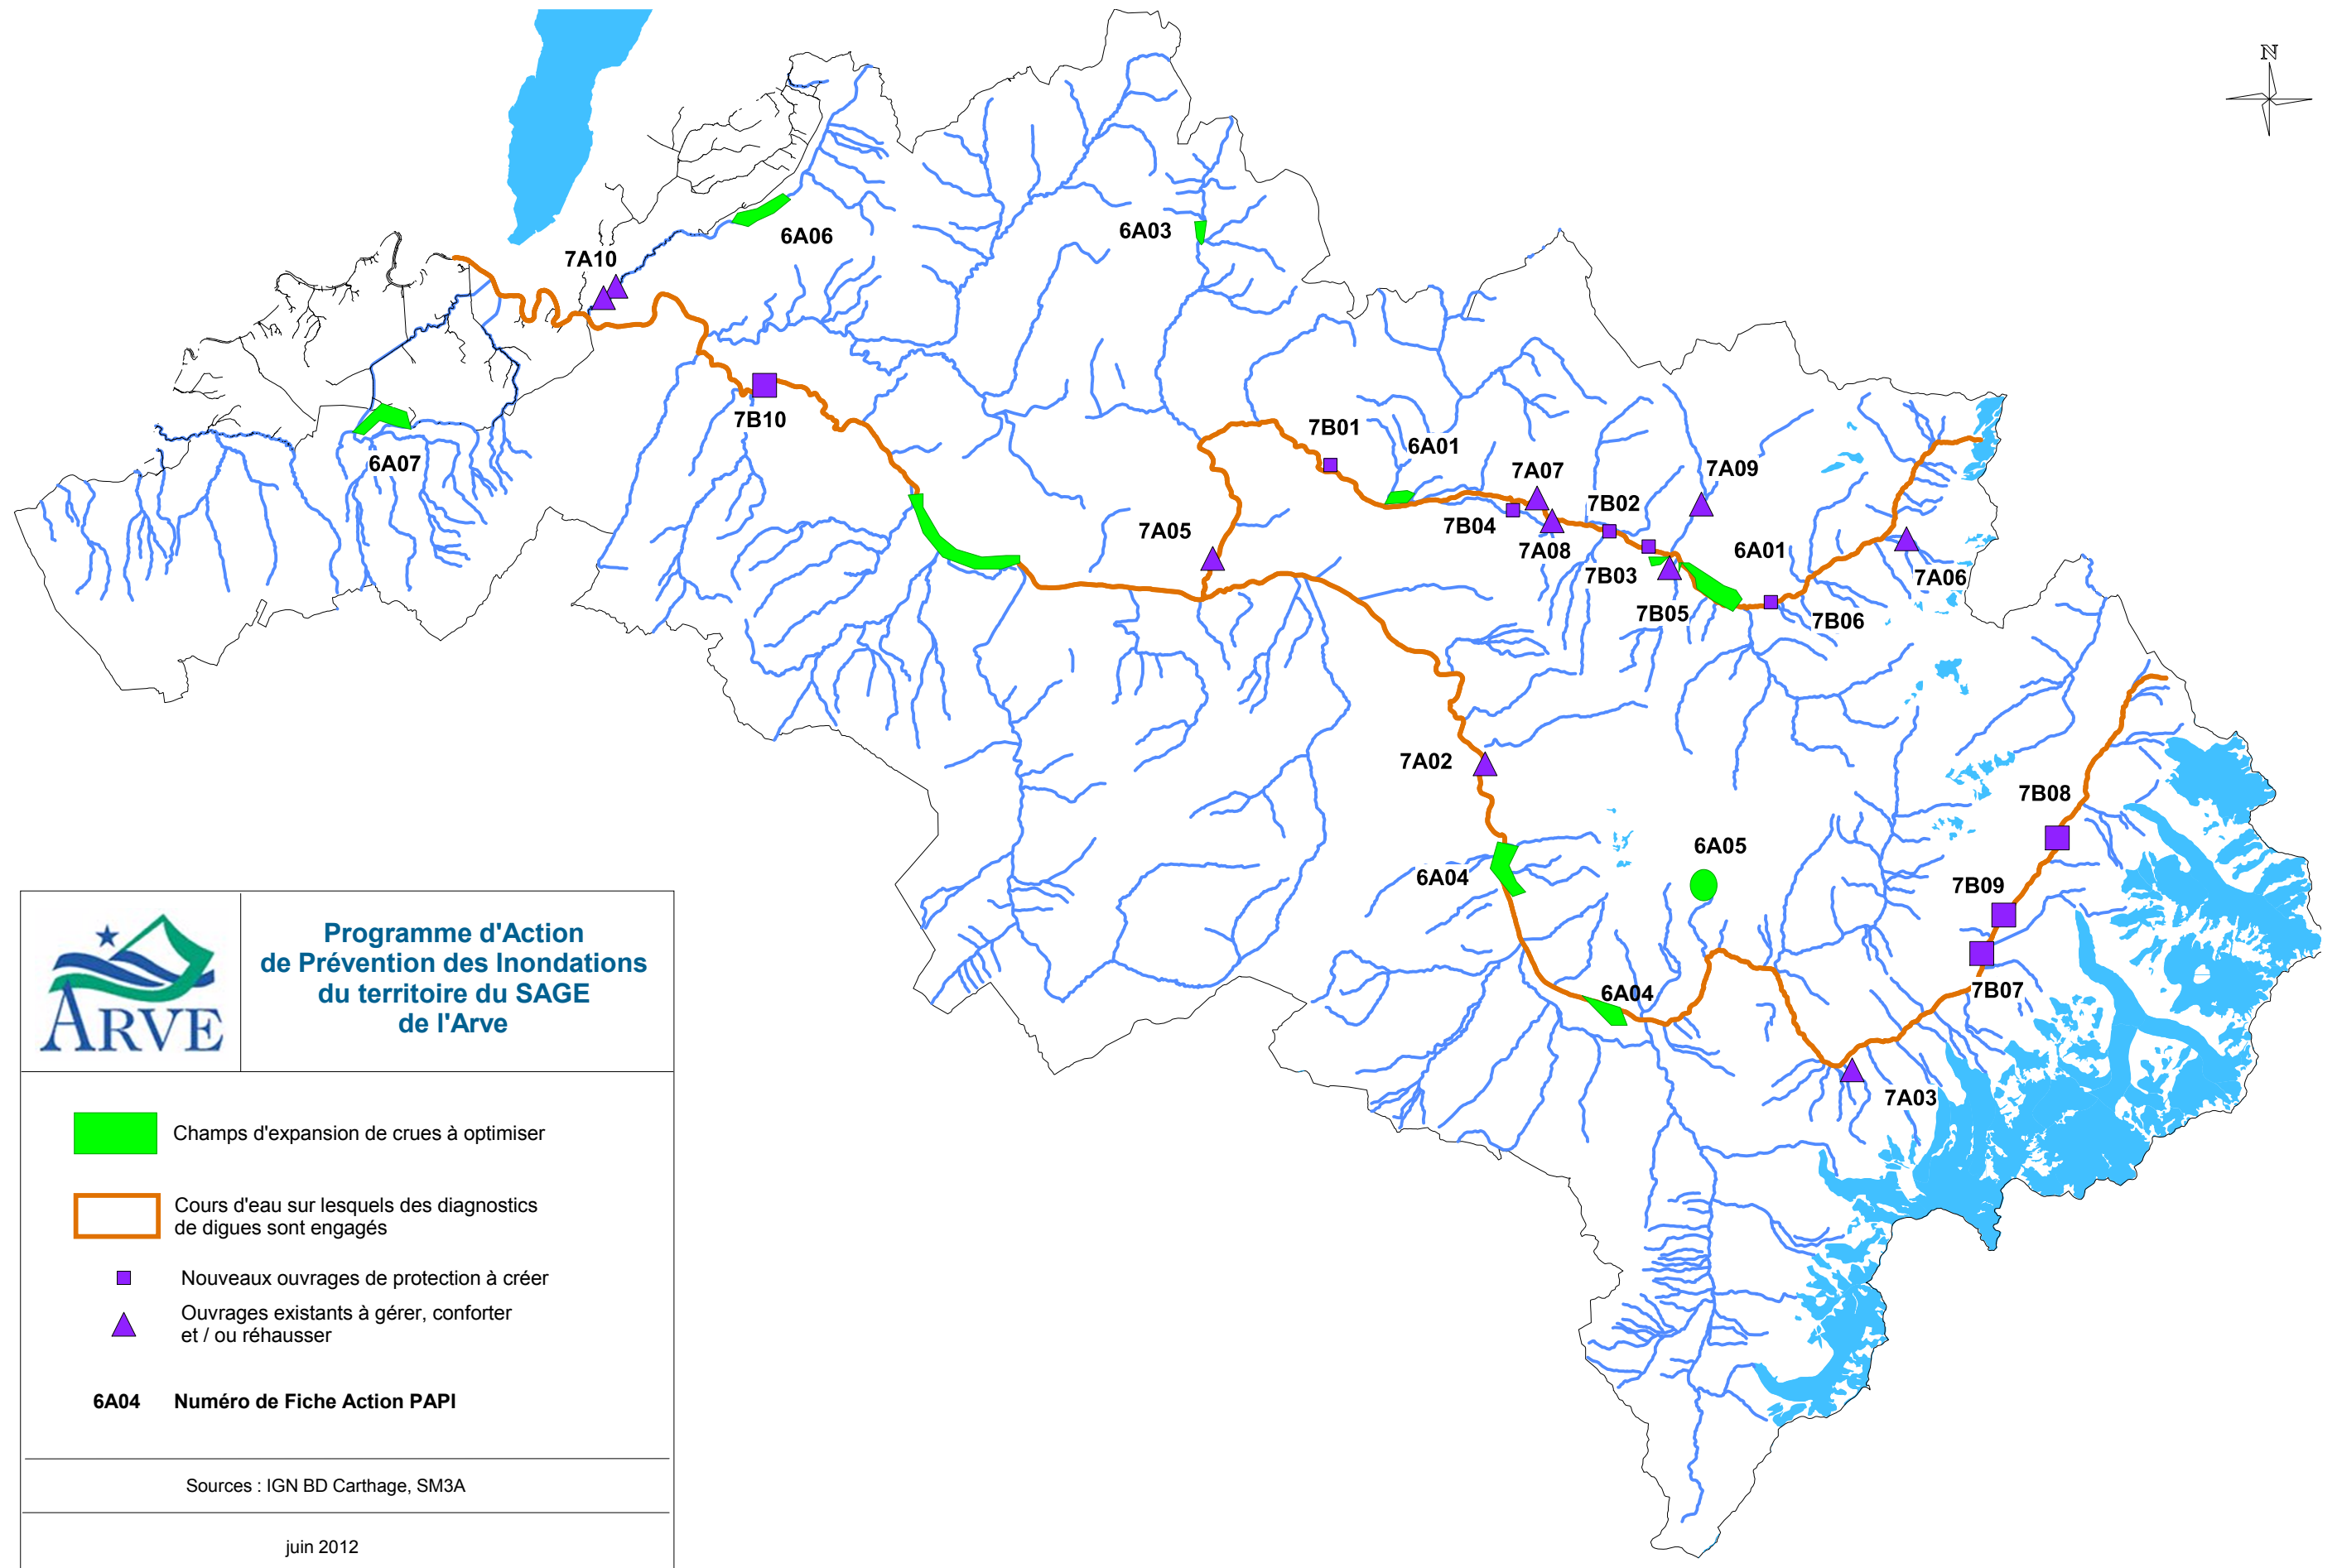 N
6A06
6A03
7A10
7B10
6A07
7B01
6A01
7A07
7A09
7B02
7B04
7A05
7A08
7B03
6A01
7A06
7B05
7B06
7A02
7B08
6A05
6A04
7B09
6A04
7B07
7A03
ARVE
Programme d'Action
de Prévention des Inondations
du territoire du SAGE
de l'Arve
Champs d'expansion de crues à optimiser
Cours d'eau sur lesquels des diagnostics
de digues sont engagés
Nouveaux ouvrages de protection à créer
Ouvrages existants à gérer, conforter
et / ou réhausser
6A04 Numéro de Fiche Action PAPI
Sources : IGN BD Carthage, SM3A
juin 2012